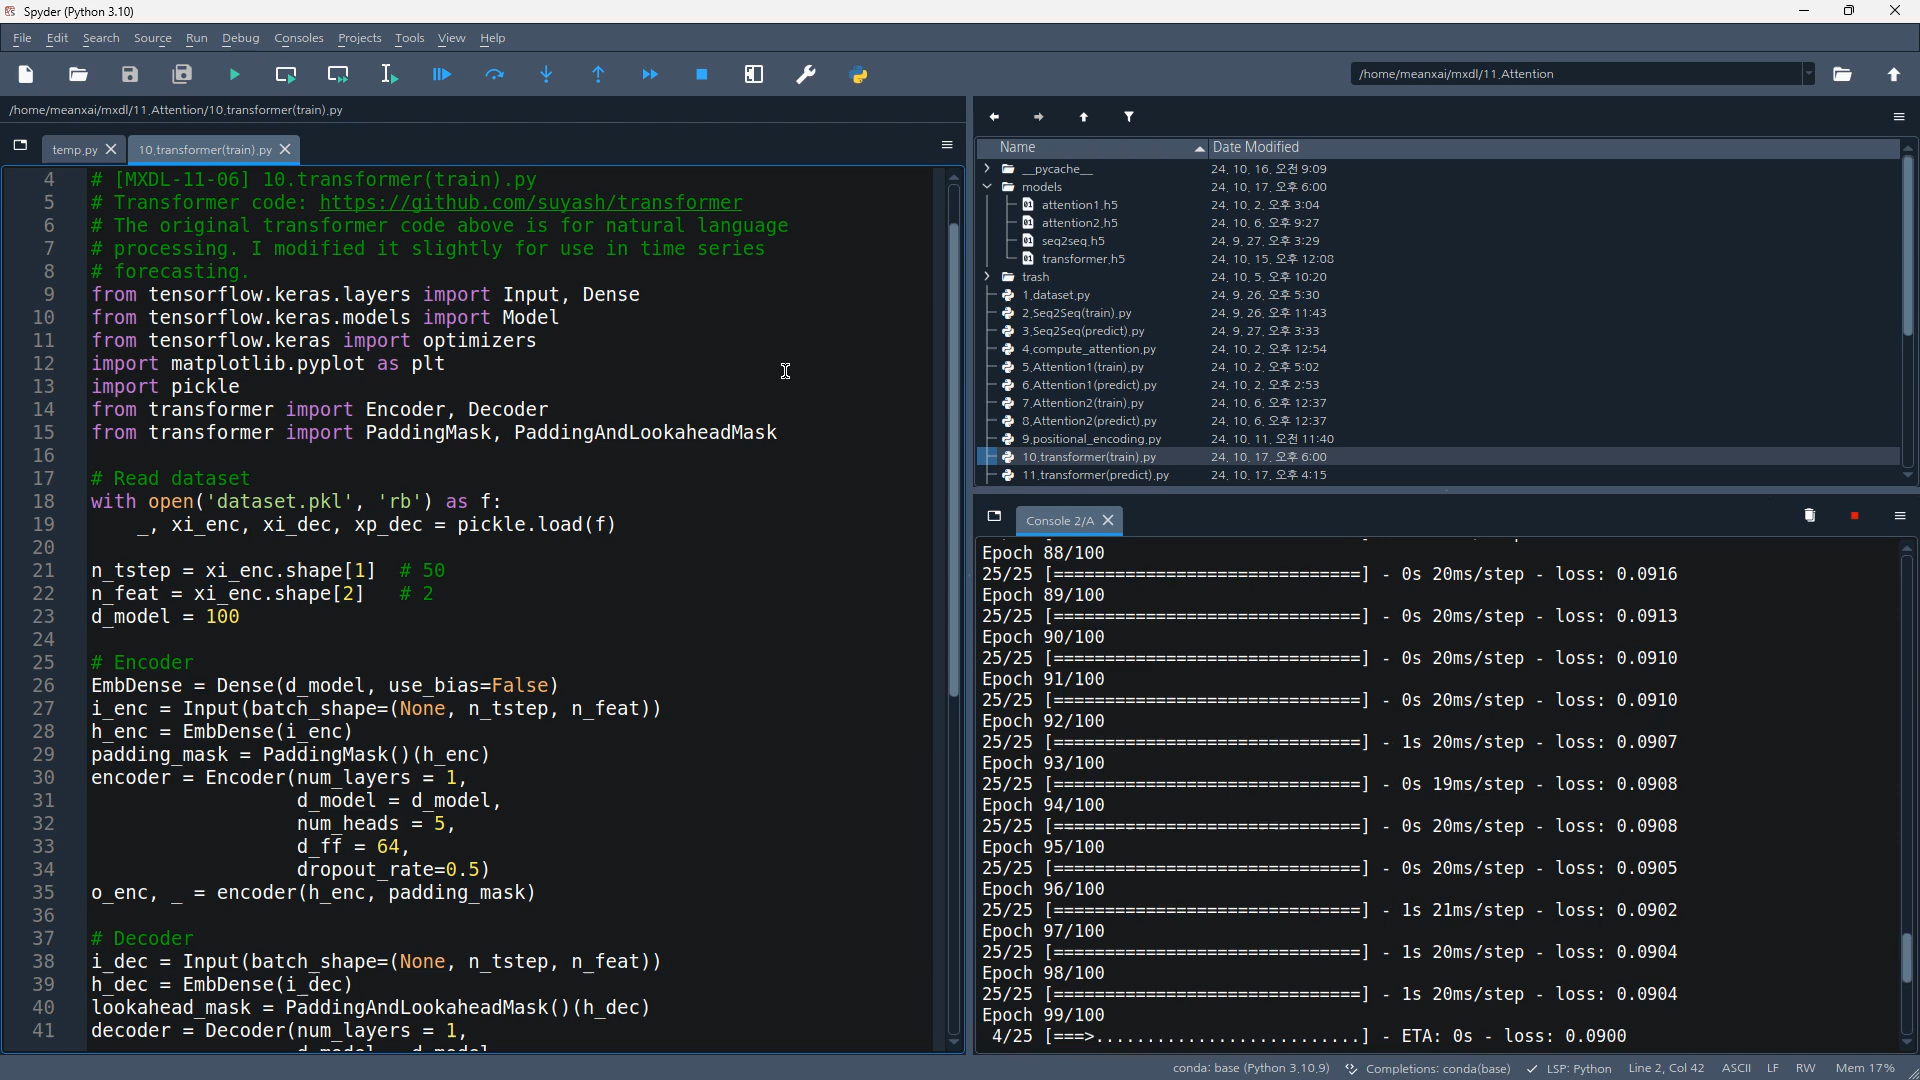 Spyder (Python 3.10)
File Edit Search Source Run Debug Consoles Projects Tools View Help
/home/meanxai/mxdl/11.Attention
/home/meanxai/mxdl/11.Attention/10.transformer(train).py
temp.py
10.transformer(train).py
4 # [MXDL-11-06] 10.transformer(train).py
5 # Transformer code: https://github.com/suyash/transformer
6 # The original transformer code above is for natural language
7 # processing. I modified it slightly for use in time series
8 # forecasting.
9 from tensorflow.keras.layers import Input, Dense
10 from tensorflow.keras.models import Model
11 from tensorflow.keras import optimizers
12 import matplotlib.pyplot as plt
13 import pickle
14 from transformer import Encoder, Decoder
15 from transformer import PaddingMask, PaddingAndLookaheadMask
16
17 # Read dataset
18 with open('dataset.pkl', 'rb') as f:
19     _, xi_enc, xi_dec, xp_dec = pickle.load(f)
20
21 n_tstep = xi_enc.shape[1]  # 50
22 n_feat = xi_enc.shape[2]   # 2
23 d_model = 100
24
25 # Encoder
26 EmbDense = Dense(d_model, use_bias=False)
27 i_enc = Input(batch_shape=(None, n_tstep, n_feat))
28 h_enc = EmbDense(i_enc)
29 padding_mask = PaddingMask()(h_enc)
30 encoder = Encoder(num_layers = 1,
31                   d_model = d_model,
32                   num_heads = 5,
33                   d_ff = 64,
34                   dropout_rate=0.5)
35 o_enc, _ = encoder(h_enc, padding_mask)
36
37 # Decoder
38 i_dec = Input(batch_shape=(None, n_tstep, n_feat))
39 h_dec = EmbDense(i_dec)
40 lookahead_mask = PaddingAndLookaheadMask()(h_dec)
41 decoder = Decoder(num_layers = 1,
Name Date Modified
__pycache__ 24. 10. 16. 오전 9:09
models 24. 10. 17. 오후 6:00
attention1.h5 24. 10. 2. 오후 3:04
attention2.h5 24. 10. 6. 오후 9:27
seq2seq.h5 24. 9. 27. 오후 3:29
transformer.h5 24. 10. 15. 오후 12:08
trash 24. 10. 5. 오후 10:20
1.dataset.py 24. 9. 26. 오후 5:30
2.Seq2Seq(train).py 24. 9. 26. 오후 11:43
3.Seq2Seq(predict).py 24. 9. 27. 오후 3:33
4.compute_attention.py 24. 10. 2. 오후 12:54
5.Attention1(train).py 24. 10. 2. 오후 5:02
6.Attention1(predict).py 24. 10. 2. 오후 2:53
7.Attention2(train).py 24. 10. 6. 오후 12:37
8.Attention2(predict).py 24. 10. 6. 오후 12:37
9.positional_encoding.py 24. 10. 11. 오전 11:40
10.transformer(train).py 24. 10. 17. 오후 6:00
11.transformer(predict).py 24. 10. 17. 오후 4:15
Console 2/A
Epoch 88/100
25/25 [==============================] - 0s 20ms/step - loss: 0.0916
Epoch 89/100
25/25 [==============================] - 0s 20ms/step - loss: 0.0913
Epoch 90/100
25/25 [==============================] - 0s 20ms/step - loss: 0.0910
Epoch 91/100
25/25 [==============================] - 0s 20ms/step - loss: 0.0910
Epoch 92/100
25/25 [==============================] - 1s 20ms/step - loss: 0.0907
Epoch 93/100
25/25 [==============================] - 0s 19ms/step - loss: 0.0908
Epoch 94/100
25/25 [==============================] - 0s 20ms/step - loss: 0.0908
Epoch 95/100
25/25 [==============================] - 0s 20ms/step - loss: 0.0905
Epoch 96/100
25/25 [==============================] - 1s 21ms/step - loss: 0.0902
Epoch 97/100
25/25 [==============================] - 1s 20ms/step - loss: 0.0904
Epoch 98/100
25/25 [==============================] - 1s 20ms/step - loss: 0.0904
Epoch 99/100
4/25 [===>..........................] - ETA: 0s - loss: 0.0900
conda: base (Python 3.10.9) Completions: conda(base) LSP: Python Line 2, Col 42 ASCII LF RW Mem 17%